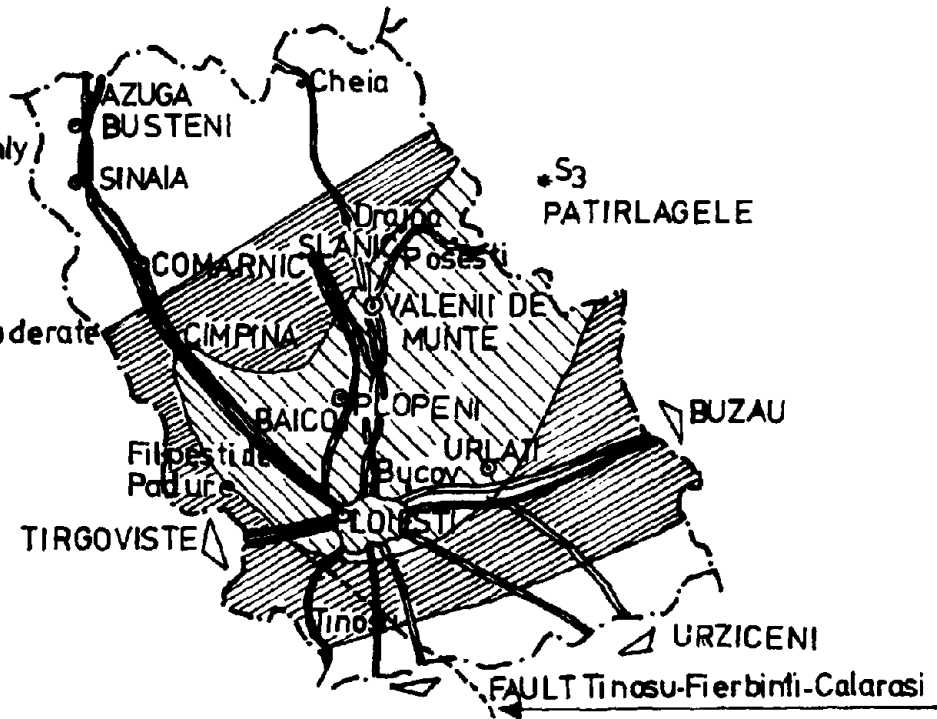 Cheia
AZUGA
BUSTENI
SINAIA
*S3
PATIRLAGELE
Drajna
SLANIC
Posesti
COMARNIC
VALENII DE
MUNTE
CIMPINA
PLOPENI
BAICOI
BUZAU
URLATI
Filipesti de
Padure
Bucov
PLOIESTI
TIRGOVISTE
Tinosu
URZICENI
FAULT Tinosu-Fierbinti-Calarasi